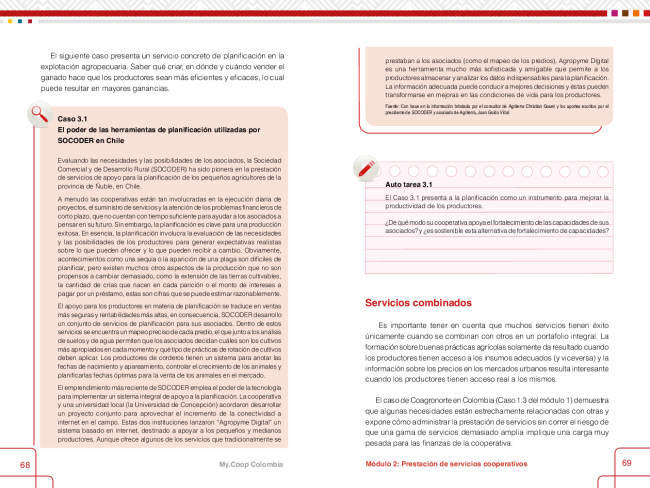 El siguiente caso presenta un servicio concreto de planificación en la
explotación agropecuaria. Saber qué criar, en dónde y cuándo vender el
ganado hace que los productores sean más eficientes y eficaces, lo cual
puede resultar en mayores ganancias.
Caso 3.1
El poder de las herramientas de planificación utilizadas por
SOCODER en Chile
Evaluando las necesidades y las posibilidades de los asociados, la Sociedad
Comercial y de Desarrollo Rural (SOCODER) ha sido pionera en la prestación
de servicios de apoyo para la planificación de los pequeños agricultores de la
provincia de Ñuble, en Chile.
A menudo las cooperativas están tan involucradas en la ejecución diaria de
proyectos, el suministro de servicios y la atención de los problemas financieros de
corto plazo, que no cuentan con tiempo suficiente para ayudar a los asociados a
pensar en su futuro. Sin embargo, la planificación es clave para una producción
exitosa. En esencia, la planificación involucra la evaluación de las necesidades
y las posibilidades de los productores para generar expectativas realistas
sobre lo que pueden ofrecer y lo que pueden recibir a cambio. Obviamente,
acontecimientos como una sequía o la aparición de una plaga son difíciles de
planificar, pero existen muchos otros aspectos de la producción que no son
propensos a cambiar demasiado, como la extensión de las tierras cultivables,
la cantidad de crías que nacen en cada parición o el monto de intereses a
pagar por un préstamo, estas son cifras que se puede estimar razonablemente.
El apoyo para los productores en materia de planificación se traduce en ventas
más seguras y rentabilidades más altas, en consecuencia, SOCODER desarrollo
un conjunto de servicios de planificación para sus asociados. Dentro de estos
servicios se encuentra un mapeo preciso de cada predio, el que junto a los análisis
de suelos y de agua permiten que los asociados decidan cuáles son los cultivos
más apropiados en cada momento y qué tipo de prácticas de rotación de cultivos
deben aplicar. Los productores de corderos tienen un sistema para anotar las
fechas de nacimiento y apareamiento, controlar el crecimiento de los animales y
planificarlas fechas óptimas para la venta de los animales en el mercado.
El emprendimiento más reciente de SOCODER emplea el poder de la tecnología
para implementar un sistema integral de apoyo a la planificación. La cooperativa
y una universidad local (la Universidad de Concepción) acordaron desarrollar
un proyecto conjunto para aprovechar el incremento de la conectividad a
internet en el campo. Estas dos instituciones lanzaron "Agropyme Digital" un
sistema basado en internet, destinado a apoyar a los pequeños y medianos
productores. Aunque ofrece algunos de los servicios que tradicionalmente se
68
My.Coop Colombia
prestaban a los asociados (como el mapeo de los predios), Agropyme Digital
es una herramienta mucho más sofisticada y amigable que permite a los
productores almacenar y analizar los datos indispensables para la planificación.
La información adecuada puede conducir a mejores decisiones y éstas pueden
transformarse en mejoras en las condiciones de vida para los productores.
Fuente: Con base en la información brindada por el consultor de Agriterra Christian Gouet y los aportes escritos por el
presidente de SOCODER y asociado de Agriterra, Juan Guido Vidal.
Auto tarea 3.1
El Caso 3.1 presenta a la planificación como un instrumento para mejorar la
productividad de los productores.
¿De qué modo su cooperativa apoya el fortalecimiento de las capacidades de sus
asociados? y ¿es sostenible esta alternativa de fortalecimiento de capacidades?
Servicios combinados
Es importante tener en cuenta que muchos servicios tienen éxito
únicamente cuando se combinan con otros en un portafolio integral. La
formación sobre buenas prácticas agrícolas solamente da resultado cuando
los productores tienen acceso a los insumos adecuados (y viceversa) y la
información sobre los precios en los mercados urbanos resulta interesante
cuando los productores tienen acceso real a los mismos.
El caso de Coagronorte en Colombia (Caso 1.3 del módulo 1) demuestra
que algunas necesidades están estrechamente relacionadas con otras y
expone cómo administrar la prestación de servicios sin correr el riesgo de
que una gama de servicios demasiado amplia implique una carga muy
pesada para las finanzas de la cooperativa.
Módulo 2: Prestación de servicios cooperativos
69